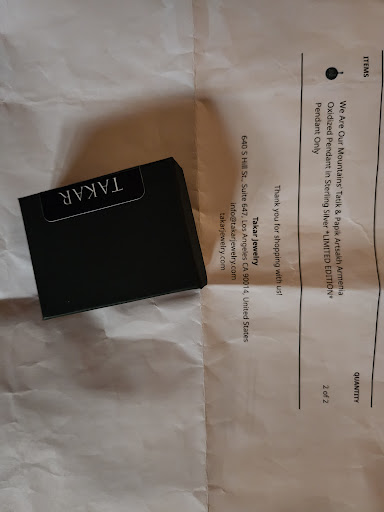 ITEMS
QUANTITY
We Are Our Mountains' Tatik & Papik Artsakh Armenia
Oxidized Pendant in Sterling Silver *LIMITED EDITION*
Pendant Only
2 of 2
Thank you for shopping with us!
Takar Jewelry
640 S Hill St., Suite 647, Los Angeles CA 90014, United States
info@takarjewelry.com
takarjewelry.com
TAKAR